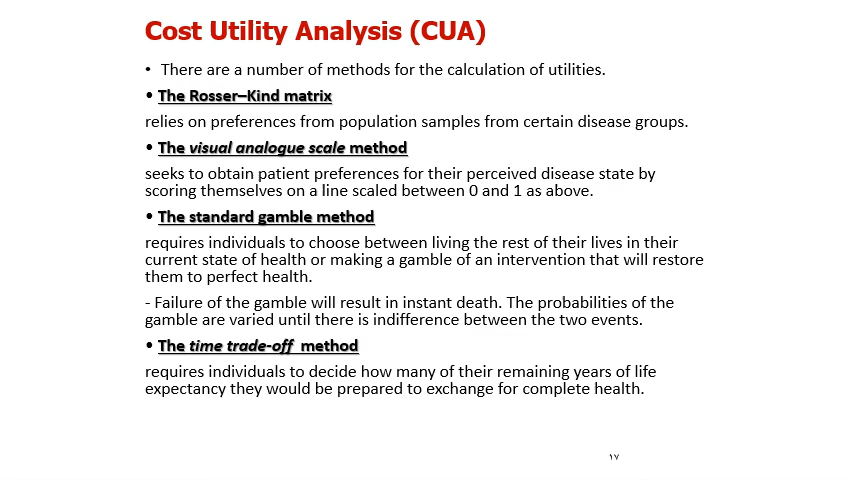 Cost Utility Analysis (CUA)
• There are a number of methods for the calculation of utilities.
• The Rosser–Kind matrix
relies on preferences from population samples from certain disease groups.
• The visual analogue scale method
seeks to obtain patient preferences for their perceived disease state by
scoring themselves on a line scaled between 0 and 1 as above.
• The standard gamble method
requires individuals to choose between living the rest of their lives in their
current state of health or making a gamble of an intervention that will restore
them to perfect health.
- Failure of the gamble will result in instant death. The probabilities of the
gamble are varied until there is indifference between the two events.
• The time trade-off method
requires individuals to decide how many of their remaining years of life
expectancy they would be prepared to exchange for complete health.
١٧